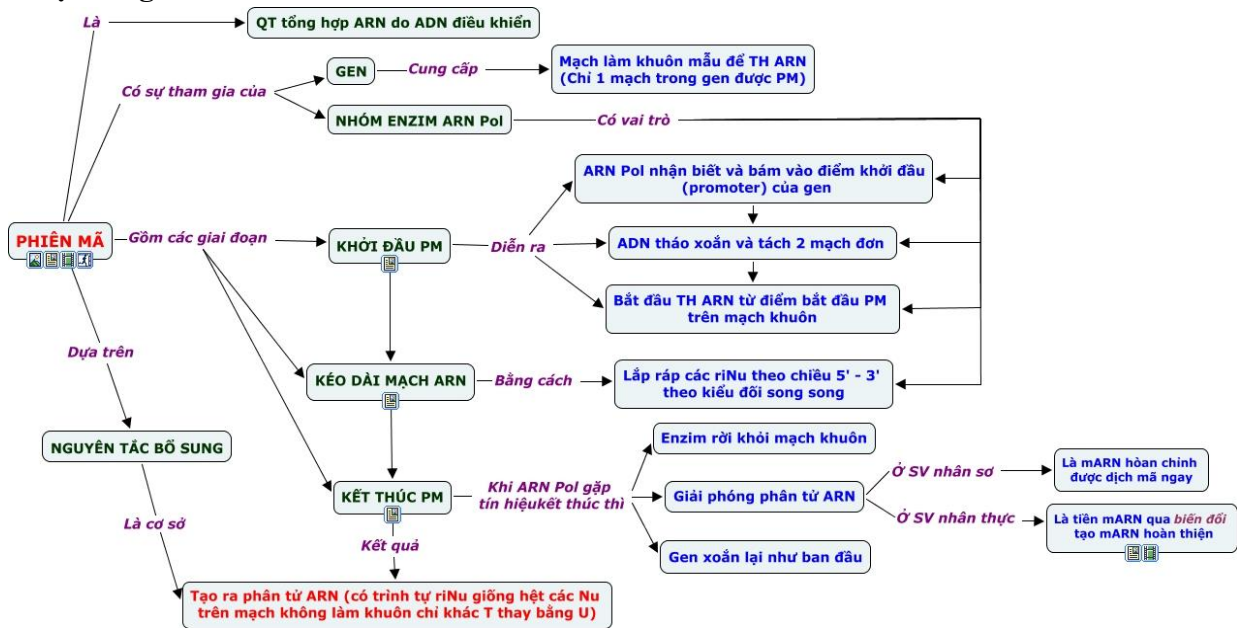 Là
QT tổng hợp ARN do ADN điều khiển
GEN
Cung cấp
Mạch làm khuôn mẫu để TH ARN
(Chỉ 1 mạch trong gen được PM)
Có sự tham gia của
NHÓM ENZIM ARN Pol
Có vai trò
ARN Pol nhận biết và bám vào điểm khởi đầu
(promoter) của gen
PHIÊN MÃ
Gồm các giai đoạn
KHỞI ĐẦU PM
Diễn ra
ADN tháo xoắn và tách 2 mạch đơn
Bắt đầu TH ARN từ điểm bắt đầu PM
trên mạch khuôn
Dựa trên
KÉO DÀI MẠCH ARN
Bằng cách
Lắp ráp các riNu theo chiều 5' - 3'
theo kiểu đối song song
NGUYÊN TẮC BỔ SUNG
Enzim rời khỏi mạch khuôn
KẾT THÚC PM
Khi ARN Pol gặp
tín hiệukết thúc thì
Giải phóng phân tử ARN
Ở SV nhân sơ
Là mARN hòan chỉnh
được dịch mã ngay
Ở SV nhân thực
Là tiền mARN qua biến đổi
tạo mARN hoàn thiện
Là cơ sở
Kết quả
Gen xoắn lại như ban đầu
Tạo ra phân tử ARN (có trình tự riNu giống hệt các Nu
trên mạch không làm khuôn chỉ khác T thay bằng U)